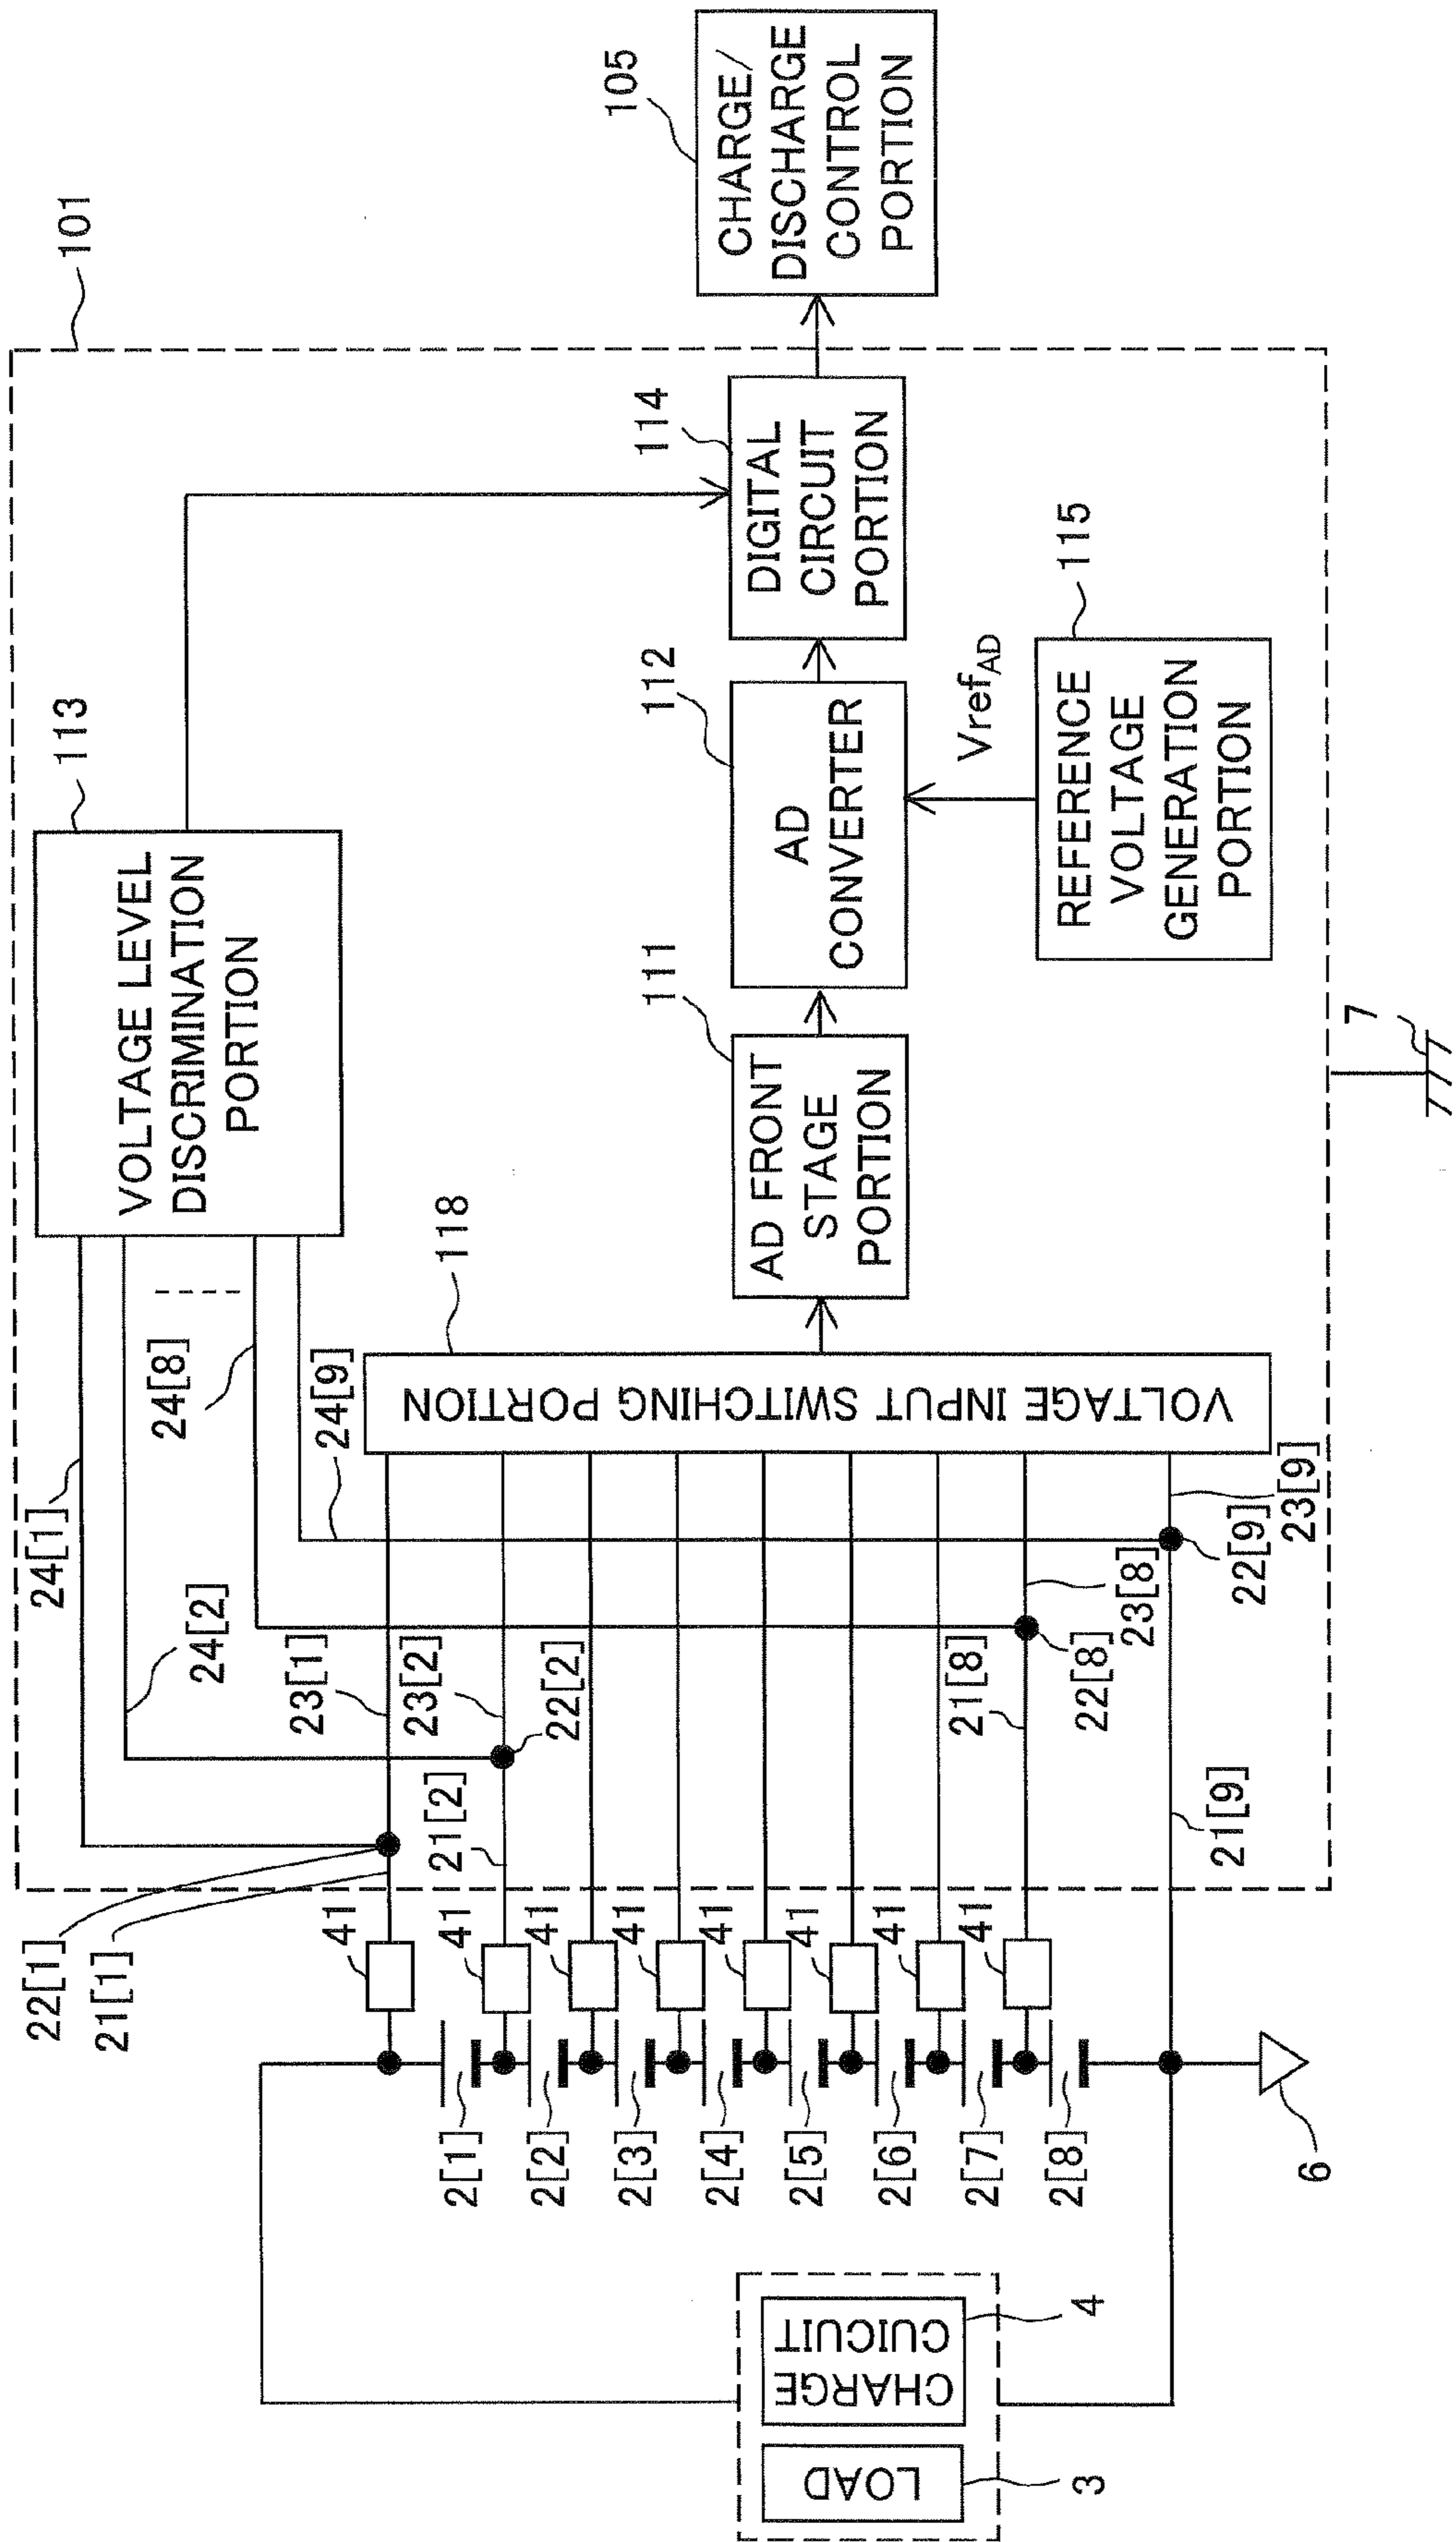 101
113
VOLTAGE LEVEL
DISCRIMINATION
PORTION
24[1]
24[2]
24[8]
24[9]
22[1]
21[1]
23[1]
23[2]
22[2]
21[2]
21[8]
22[8]
23[8]
22[9]
23[9]
21[9]
118
VOLTAGE INPUT SWITCHING PORTION
111
AD FRONT
STAGE
PORTION
112
AD
CONVERTER
114
DIGITAL
CIRCUIT
PORTION
105
CHARGE/
DISCHARGE
CONTROL
PORTION
Vref AD
115
REFERENCE
VOLTAGE
GENERATION
PORTION
41
41
41
41
41
41
41
41
2[1]
2[2]
2[3]
2[4]
2[5]
2[6]
2[7]
2[8]
LOAD
3
CHARGE
CUICUIT
4
6
7